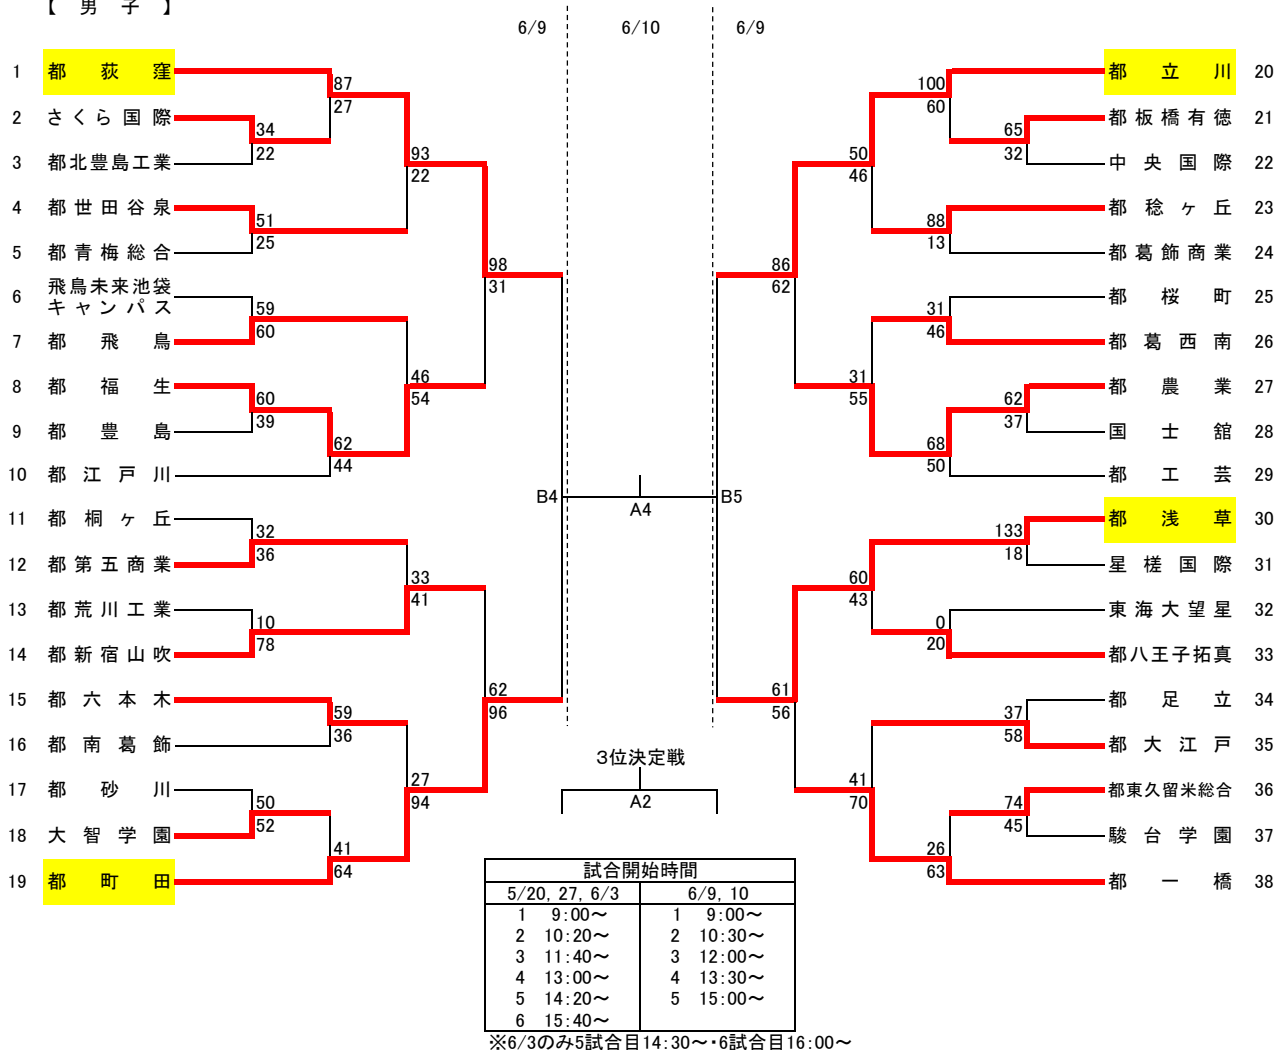 【 男 子 】
6/9 6/10 6/9
1 都 荻 窪
2 さくら国際
3 都北豊島工業
4 都世田谷泉
5 都青梅総合
6 飛鳥未来池袋
キャンパス
7 都 飛 鳥
8 都 福 生
9 都 豊 島
10 都江戸川
11 都桐ヶ丘
12 都第五商業
13 都荒川工業
14 都新宿山吹
15 都六本木
16 都南葛飾
17 都 砂 川
18 大智学園
19 都 町 田
87
27
34
22
93
22
51
25
98
31
59
60
46
54
60
39
62
44
32
36
33
41
10
78
62
96
59
36
27
94
50
52
41
64
B4
A4
B5
3位決定戦
A2
100
60
65
32
50
46
88
13
86
62
31
46
31
55
62
37
68
50
133
18
60
43
0
20
61
56
37
58
41
70
74
45
26
63
都 立 川 20
都板橋有徳 21
中央国際 22
都稔ヶ丘 23
都葛飾商業 24
都 桜 町 25
都葛西南 26
都 農 業 27
国 士 舘 28
都 工 芸 29
都 浅 草 30
星槎国際 31
東海大望星 32
都八王子拓真 33
都 足 立 34
都大江戸 35
都東久留米総合 36
駿台学園 37
都 一 橋 38
試合開始時間
5/20, 27, 6/3 6/9, 10
1 9:00～ 1 9:00～
2 10:20～ 2 10:30～
3 11:40～ 3 12:00～
4 13:00～ 4 13:30～
5 14:20～ 5 15:00～
6 15:40～
※6/3のみ5試合目14:30～・6試合目16:00～